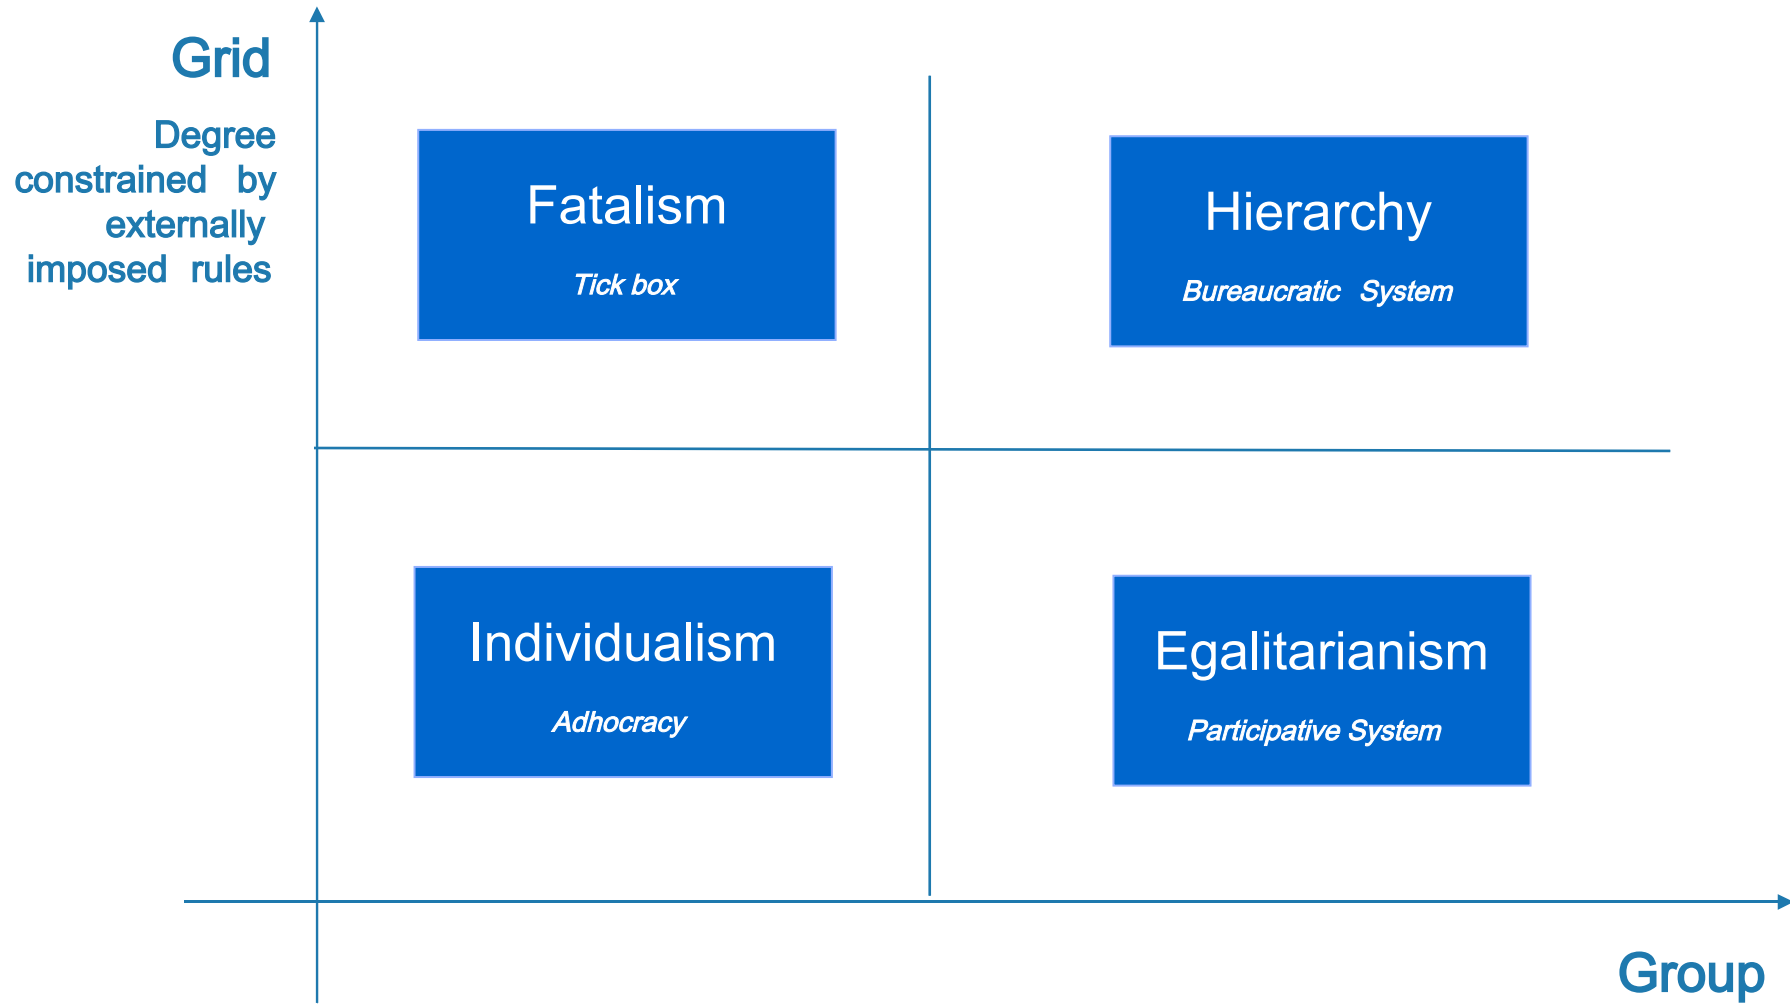 Grid
Degree
constrained by
externally
imposed rules
Fatalism
Tick box
Hierarchy
Bureaucratic System
Individualism
Adhocracy
Egalitarianism
Participative System
Group